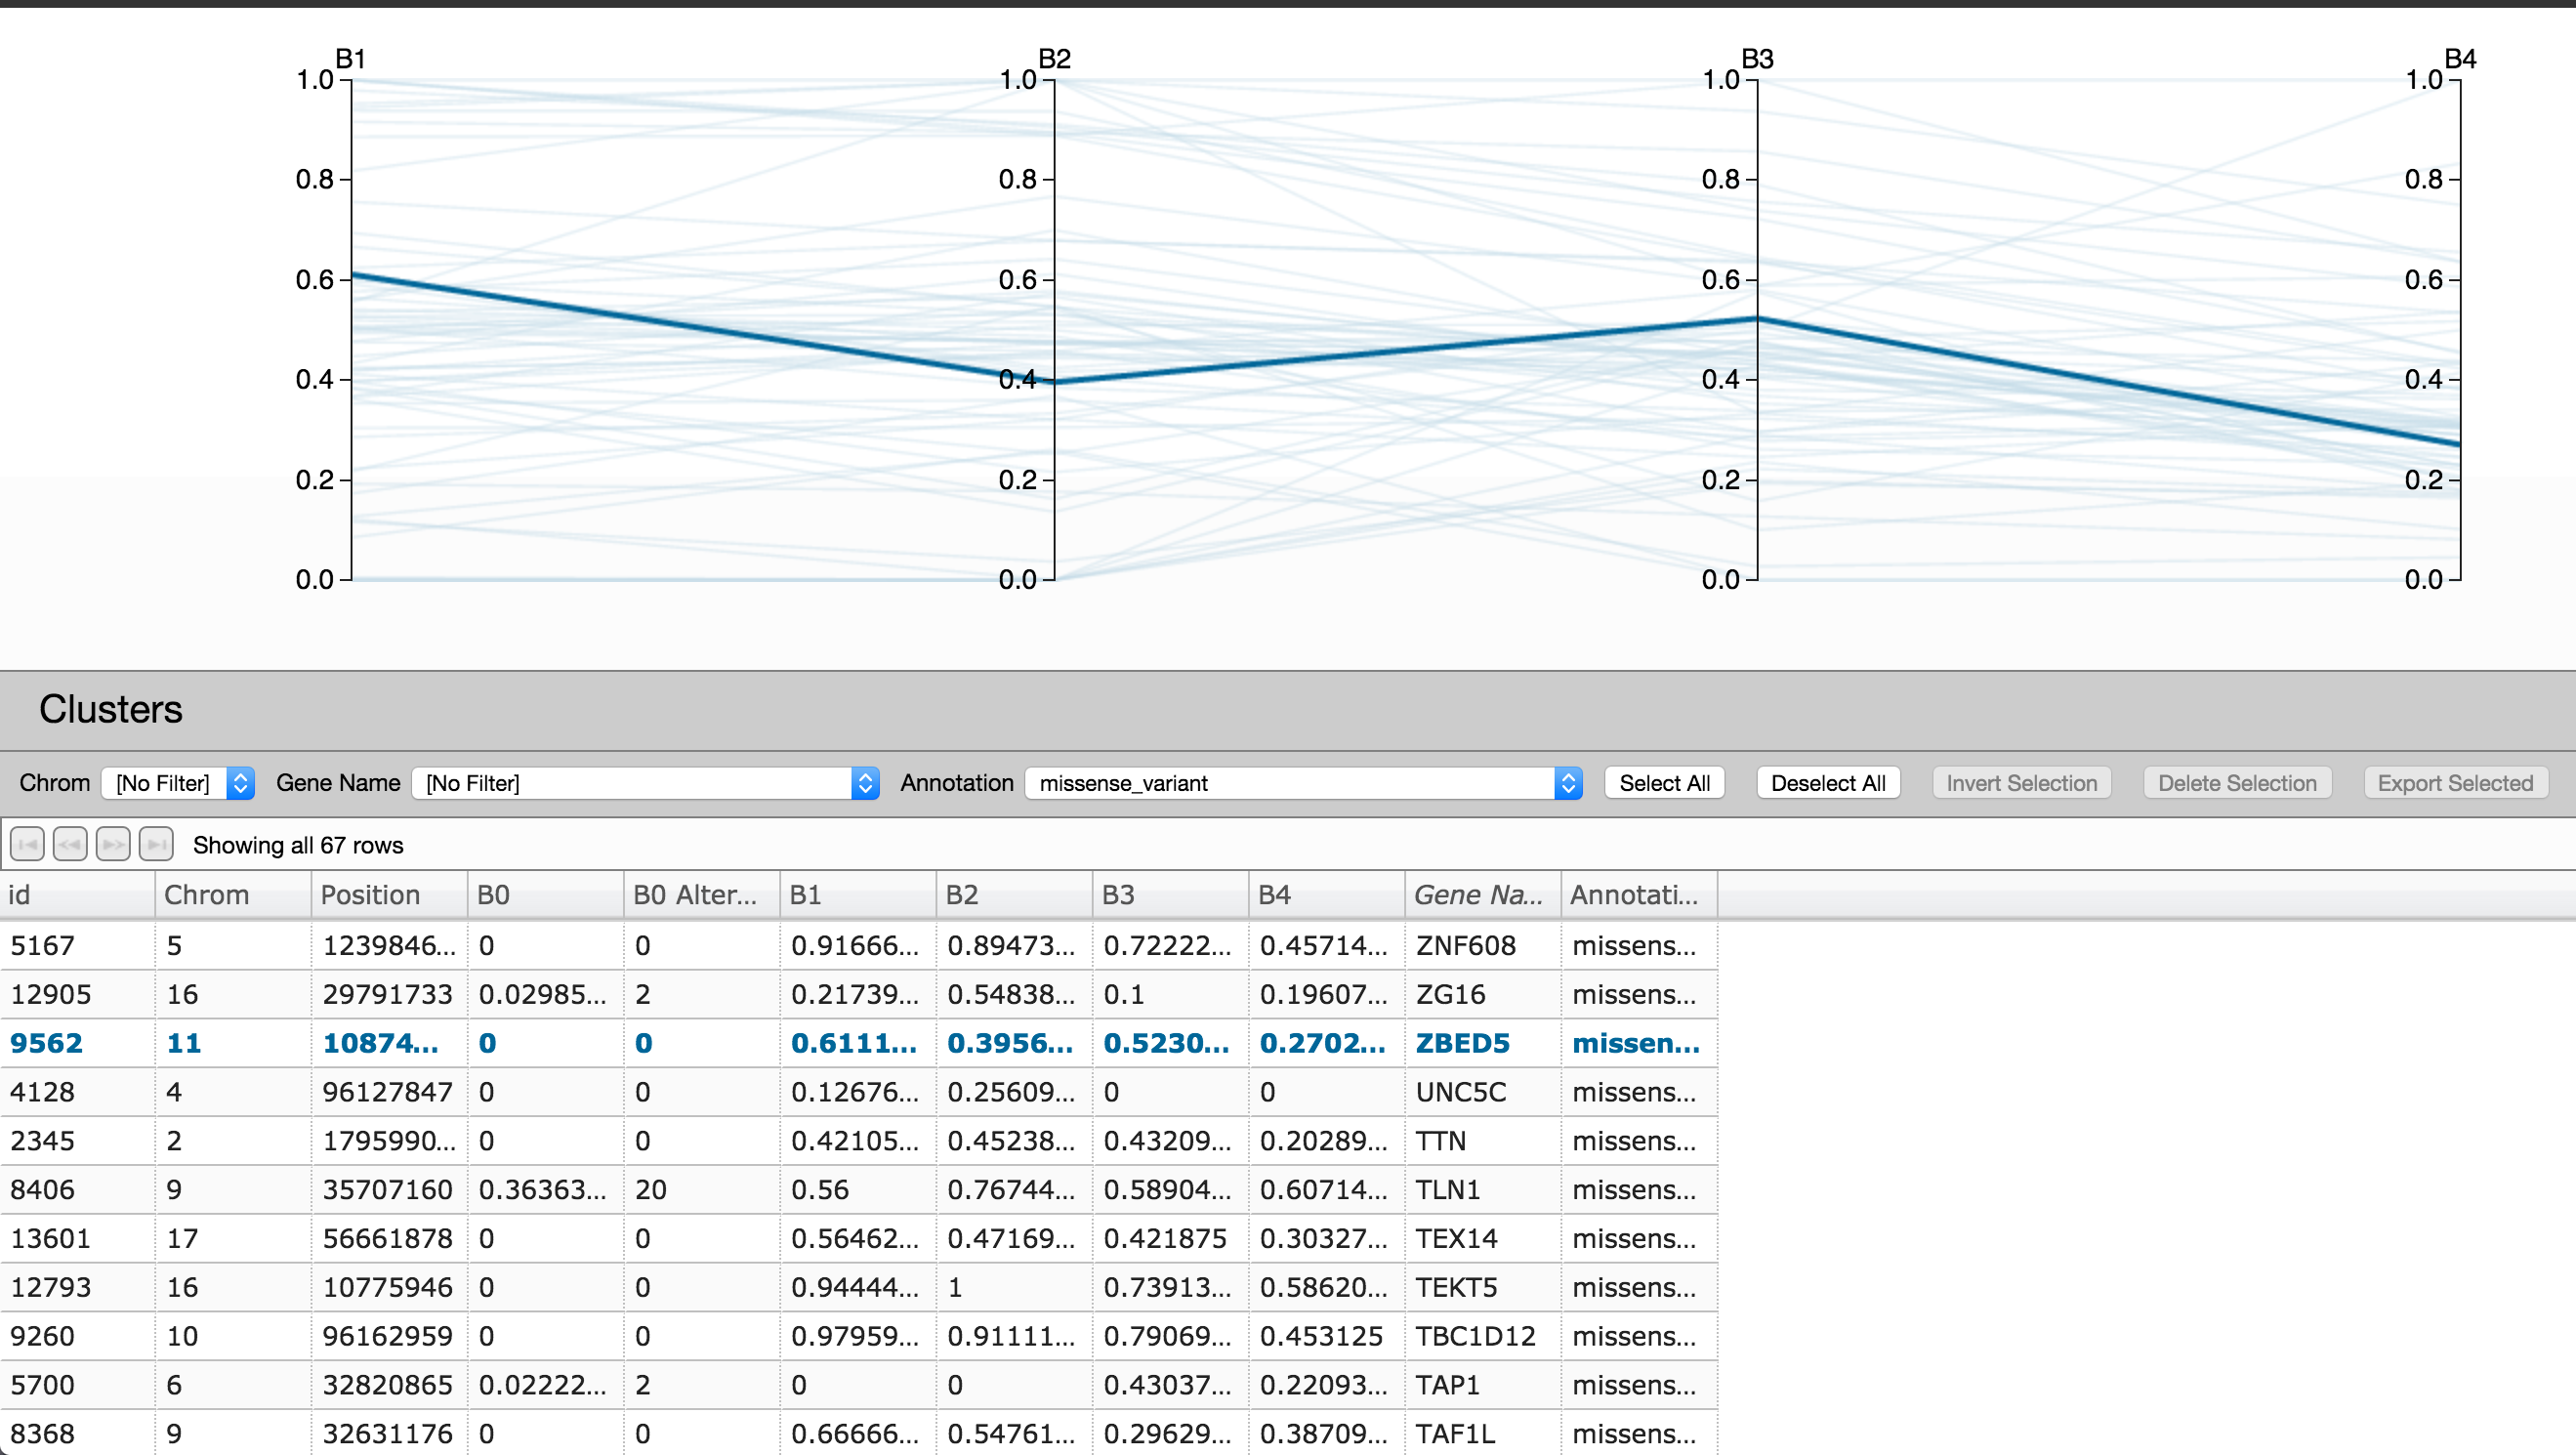 B1 B2 B3 B4
1.0 1.0 1.0 1.0
0.8 0.8 0.8 0.8
0.6 0.6 0.6 0.6
0.4 0.4 0.4 0.4
0.2 0.2 0.2 0.2
0.0 0.0 0.0 0.0
Clusters
Chrom [No Filter] Gene Name [No Filter] Annotation missense_variant Select All Deselect All Invert Selection Delete Selection Export Selected
Showing all 67 rows
id Chrom Position B0 B0 Alter... B1 B2 B3 B4 Gene Na... Annotati...
5167 5 1239846... 0 0 0.91666... 0.89473... 0.72222... 0.45714... ZNF608 missens...
12905 16 29791733 0.02985... 2 0.21739... 0.54838... 0.1 0.19607... ZG16 missens...
9562 11 10874... 0 0 0.6111... 0.3956... 0.5230... 0.2702... ZBED5 missen...
4128 4 96127847 0 0 0.12676... 0.25609... 0 0 UNC5C missens...
2345 2 1795990... 0 0 0.42105... 0.45238... 0.43209... 0.20289... TTN missens...
8406 9 35707160 0.36363... 20 0.56 0.76744... 0.58904... 0.60714... TLN1 missens...
13601 17 56661878 0 0 0.56462... 0.47169... 0.421875 0.30327... TEX14 missens...
12793 16 10775946 0 0 0.94444... 1 0.73913... 0.58620... TEKT5 missens...
9260 10 96162959 0 0 0.97959... 0.91111... 0.79069... 0.453125 TBC1D12 missens...
5700 6 32820865 0.02222... 2 0 0 0.43037... 0.22093... TAP1 missens...
8368 9 32631176 0 0 0.66666... 0.54761... 0.29629... 0.38709... TAF1L missens...